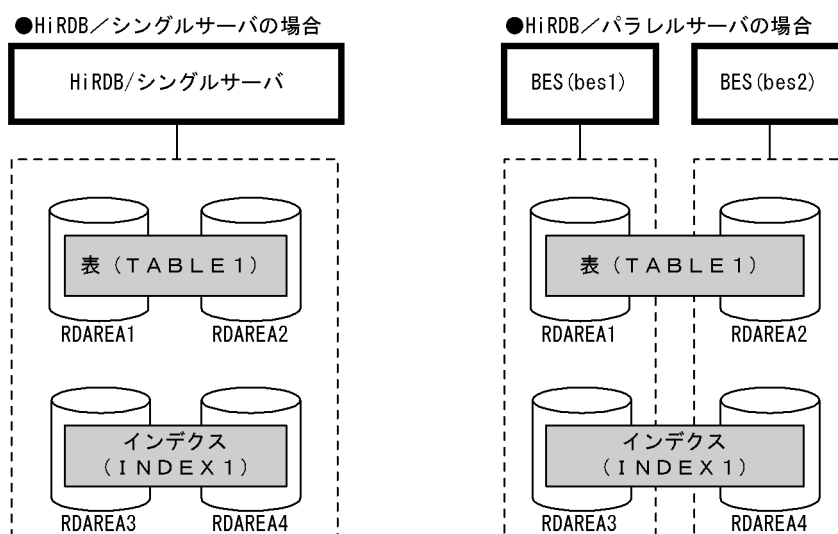 ●HiRDB／シングルサーバの場合
HiRDB/シングルサーバ
表（ＴＡＢＬＥ１）
RDAREA1
RDAREA2
インデクス
（ＩＮＤＥＸ１）
RDAREA3
RDAREA4
●HiRDB／パラレルサーバの場合
BES(bes1)
BES(bes2)
表（ＴＡＢＬＥ１）
RDAREA1
RDAREA2
インデクス
（ＩＮＤＥＸ１）
RDAREA3
RDAREA4